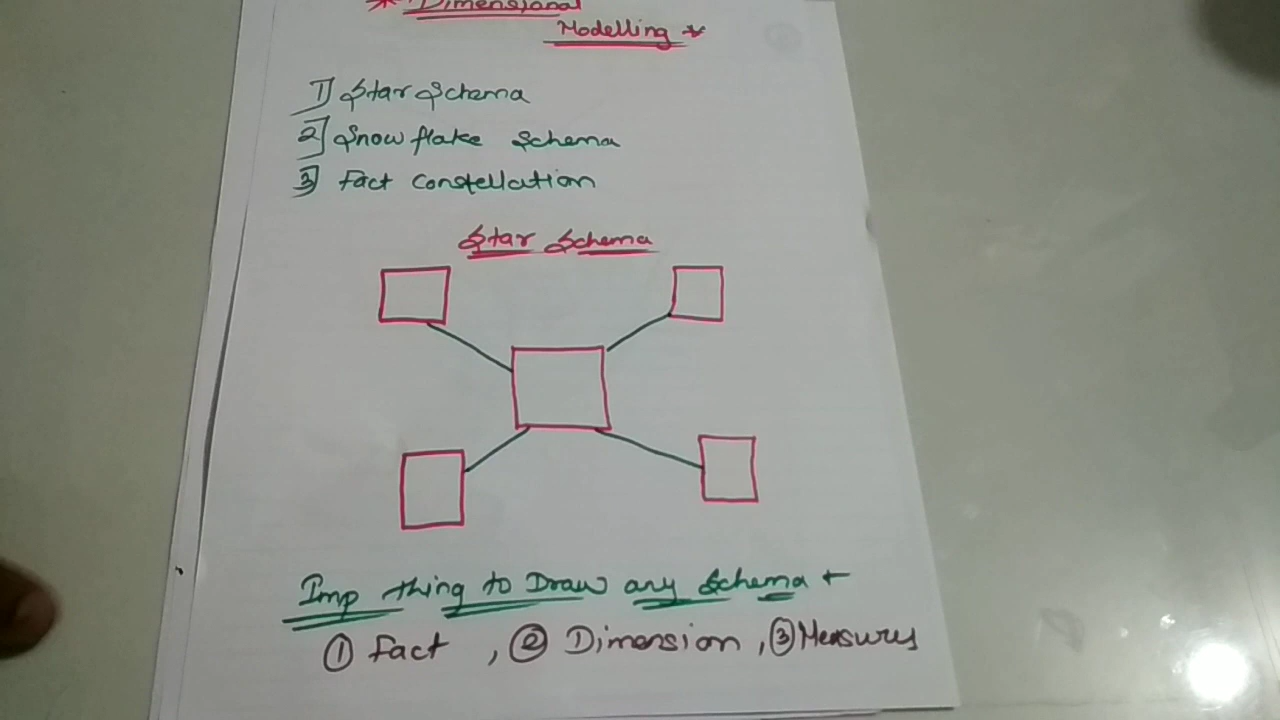 * Dimensional
Modelling *
1] Star Schema
2] Snow flake Schema
3] Fact Constellation
Star Schema
Imp thing to Draw any Schema +
① Fact , ② Dimension , ③ Measures